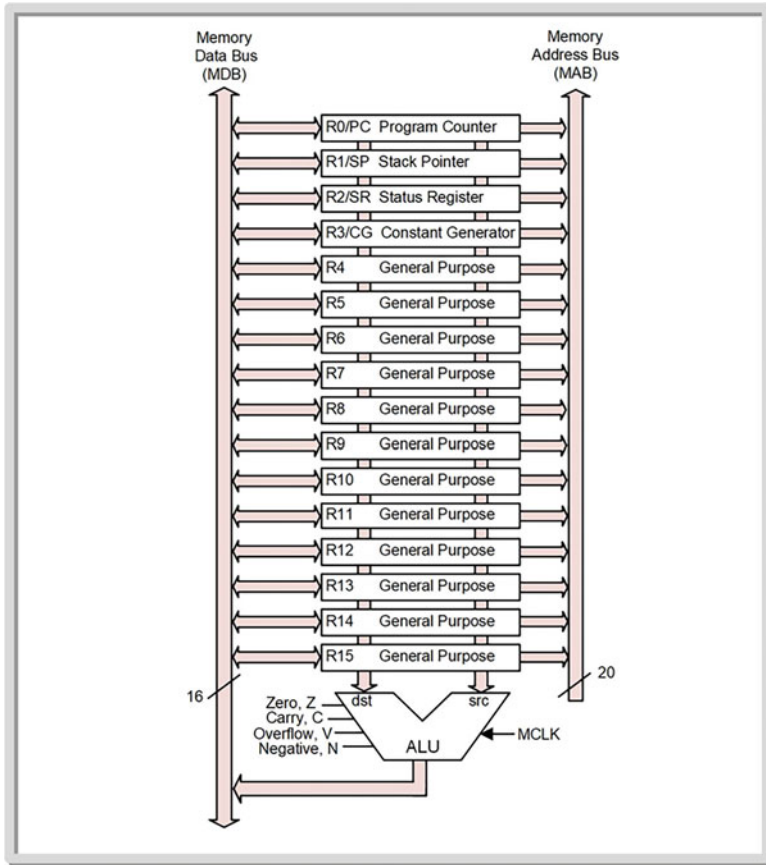 Memory
Data Bus
(MDB)
Memory
Address Bus
(MAB)
R0/PC Program Counter
R1/SP Stack Pointer
R2/SR Status Register
R3/CG Constant Generator
R4 General Purpose
R5 General Purpose
R6 General Purpose
R7 General Purpose
R8 General Purpose
R9 General Purpose
R10 General Purpose
R11 General Purpose
R12 General Purpose
R13 General Purpose
R14 General Purpose
R15 General Purpose
16
20
dst
src
Zero, Z
Carry, C
Overflow, V
Negative, N
ALU
MCLK